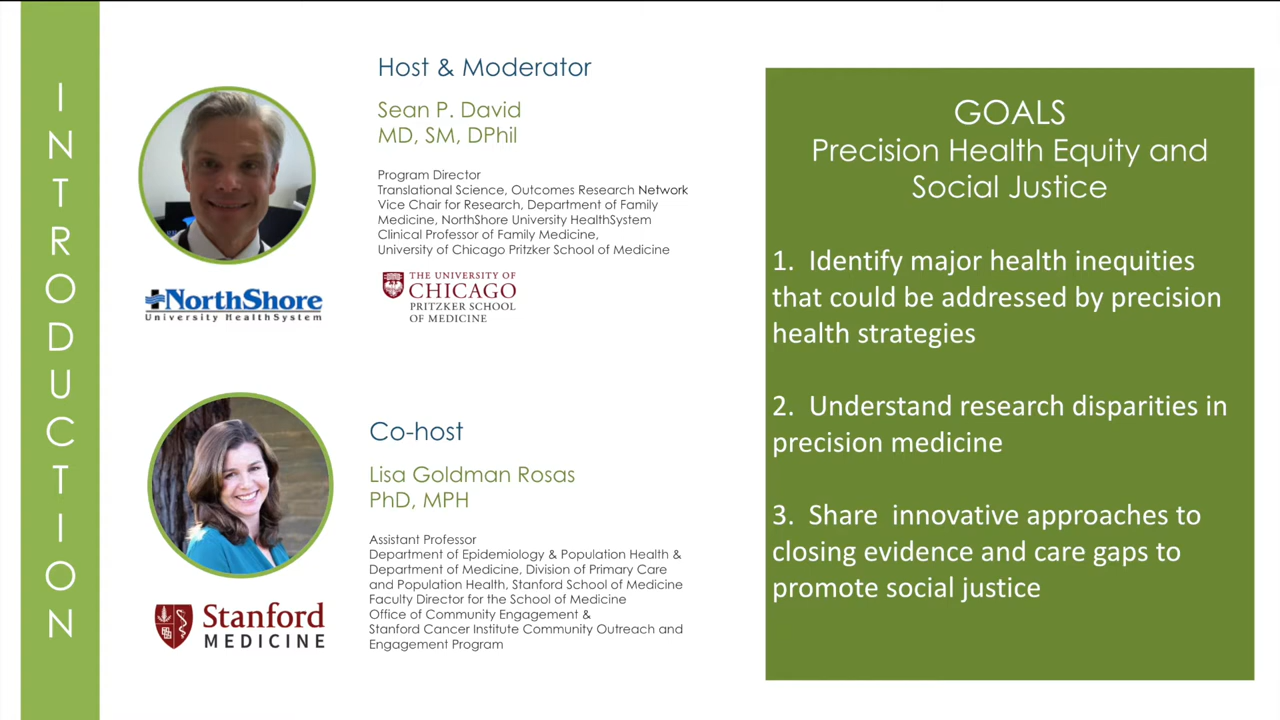 INTRODUCTION
Host & Moderator
Sean P. David
MD, SM, DPhil
Program Director
Translational Science, Outcomes Research Network
Vice Chair for Research, Department of Family
Medicine, NorthShore University HealthSystem
Clinical Professor of Family Medicine,
University of Chicago Pritzker School of Medicine
NorthShore
University HealthSystem
THE UNIVERSITY OF
CHICAGO
PRITZKER SCHOOL
OF MEDICINE
Co-host
Lisa Goldman Rosas
PhD, MPH
Assistant Professor
Department of Epidemiology & Population Health &
Department of Medicine, Division of Primary Care
and Population Health, Stanford School of Medicine
Faculty Director for the School of Medicine
Office of Community Engagement &
Stanford Cancer Institute Community Outreach and
Engagement Program
Stanford
MEDICINE
GOALS
Precision Health Equity and
Social Justice
1. Identify major health inequities
that could be addressed by precision
health strategies
2. Understand research disparities in
precision medicine
3. Share innovative approaches to
closing evidence and care gaps to
promote social justice